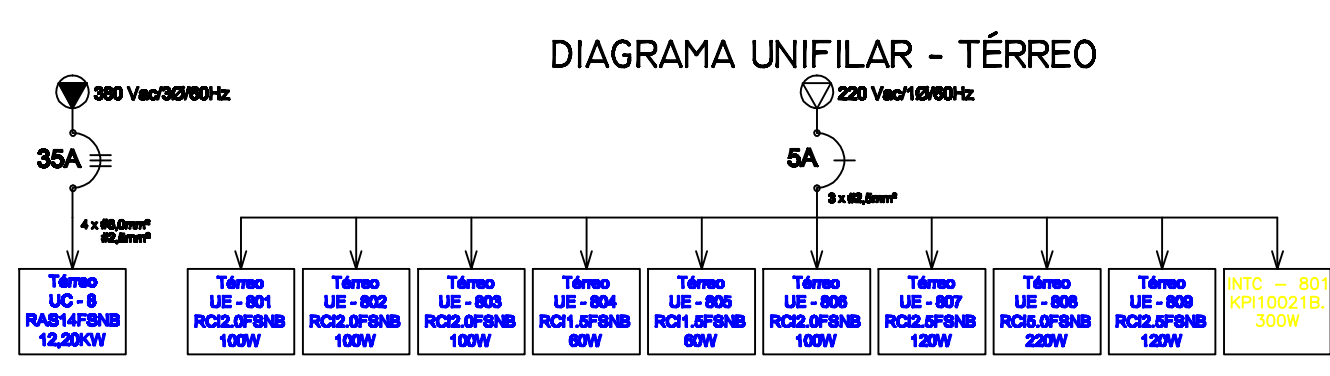 DIAGRAMA UNIFILAR - TÉRREO
380 Vac/3Ø/60Hz
35A
4 x #6,0mm²
#2,5mm²
Térreo
UC - 8
RAS14FSNB
12,20KW
220 Vac/1Ø/60Hz
5A
3 x #2,5mm²
Térreo
UE - 801
RCI2.0FSNB
100W
Térreo
UE - 802
RCI2.0FSNB
100W
Térreo
UE - 803
RCI2.0FSNB
100W
Térreo
UE - 804
RCI1.5FSNB
60W
Térreo
UE - 805
RCI1.5FSNB
60W
Térreo
UE - 806
RCI2.0FSNB
100W
Térreo
UE - 807
RCI2.5FSNB
120W
Térreo
UE - 808
RCI5.0FSNB
220W
Térreo
UE - 809
RCI2.5FSNB
120W
INTC - 801
KPI10021B.
300W